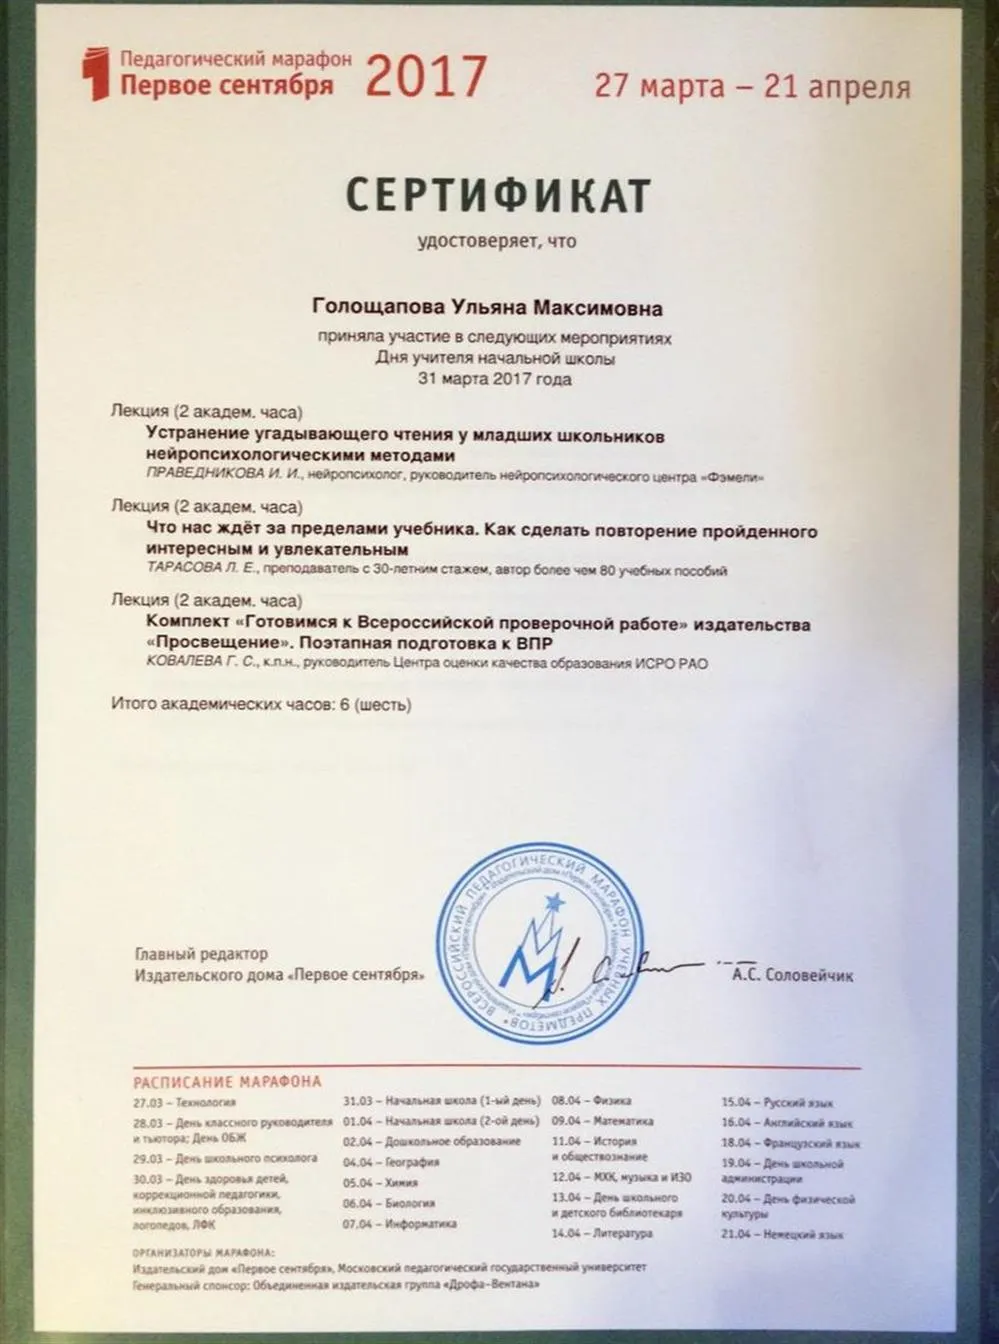 Педагогический марафон
Первое сентября
2017
27 марта – 21 апреля
СЕРТИФИКАТ
удостоверяет, что
Голощапова Ульяна Максимовна
приняла участие в следующих мероприятиях
Дня учителя начальной школы
31 марта 2017 года
Лекция (2 академ. часа)
Устранение угадывающего чтения у младших школьников
нейропсихологическими методами
ПРАВЕДНИКОВА И. И., нейропсихолог, руководитель нейропсихологического центра «Фэмели»
Лекция (2 академ. часа)
Что нас ждёт за пределами учебника. Как сделать повторение пройденного
интересным и увлекательным
ТАРАСОВА Л. Е., преподаватель с 30-летним стажем, автор более чем 80 учебных пособий
Лекция (2 академ. часа)
Комплект «Готовимся к Всероссийской проверочной работе» издательства
«Просвещение». Поэтапная подготовка к ВПР
КОВАЛЕВА Г. С., к.п.н., руководитель Центра оценки качества образования ИСРО РАО
Итого академических часов: 6 (шесть)
Главный редактор
Издательского дома «Первое сентября»
ВСЕРОССИЙСКИЙ ПЕДАГОГИЧЕСКИЙ МАРАФОН УЧЕБНЫХ ПРЕДМЕТОВ*
Издательский дом «Первое сентября»
А.С. Соловейчик
РАСПИСАНИЕ МАРАФОНА
27.03 – Технология
28.03 – День классного руководителя
и тьютора; День ОБЖ
29.03 – День школьного психолога
30.03 – День здоровья детей,
коррекционной педагогики,
инклюзивного образования,
логопедов, ЛФК
31.03 – Начальная школа (1-ый день)
01.04 – Начальная школа (2-ой день)
02.04 – Дошкольное образование
04.04 – География
05.04 – Химия
06.04 – Биология
07.04 – Информатика
08.04 – Физика
09.04 – Математика
11.04 – История
и обществознание
12.04 – МХК, музыка и ИЗО
13.04 – День школьного
и детского библиотекаря
14.04 – Литература
15.04 – Русский язык
16.04 – Английский язык
18.04 – Французский язык
19.04 – День школьной
администрации
20.04 – День физической
культуры
21.04 – Немецкий язык
ОРГАНИЗАТОРЫ МАРАФОНА:
Издательский дом «Первое сентября», Московский педагогический государственный университет
Генеральный спонсор: Объединенная издательская группа «Дрофа-Вентана»